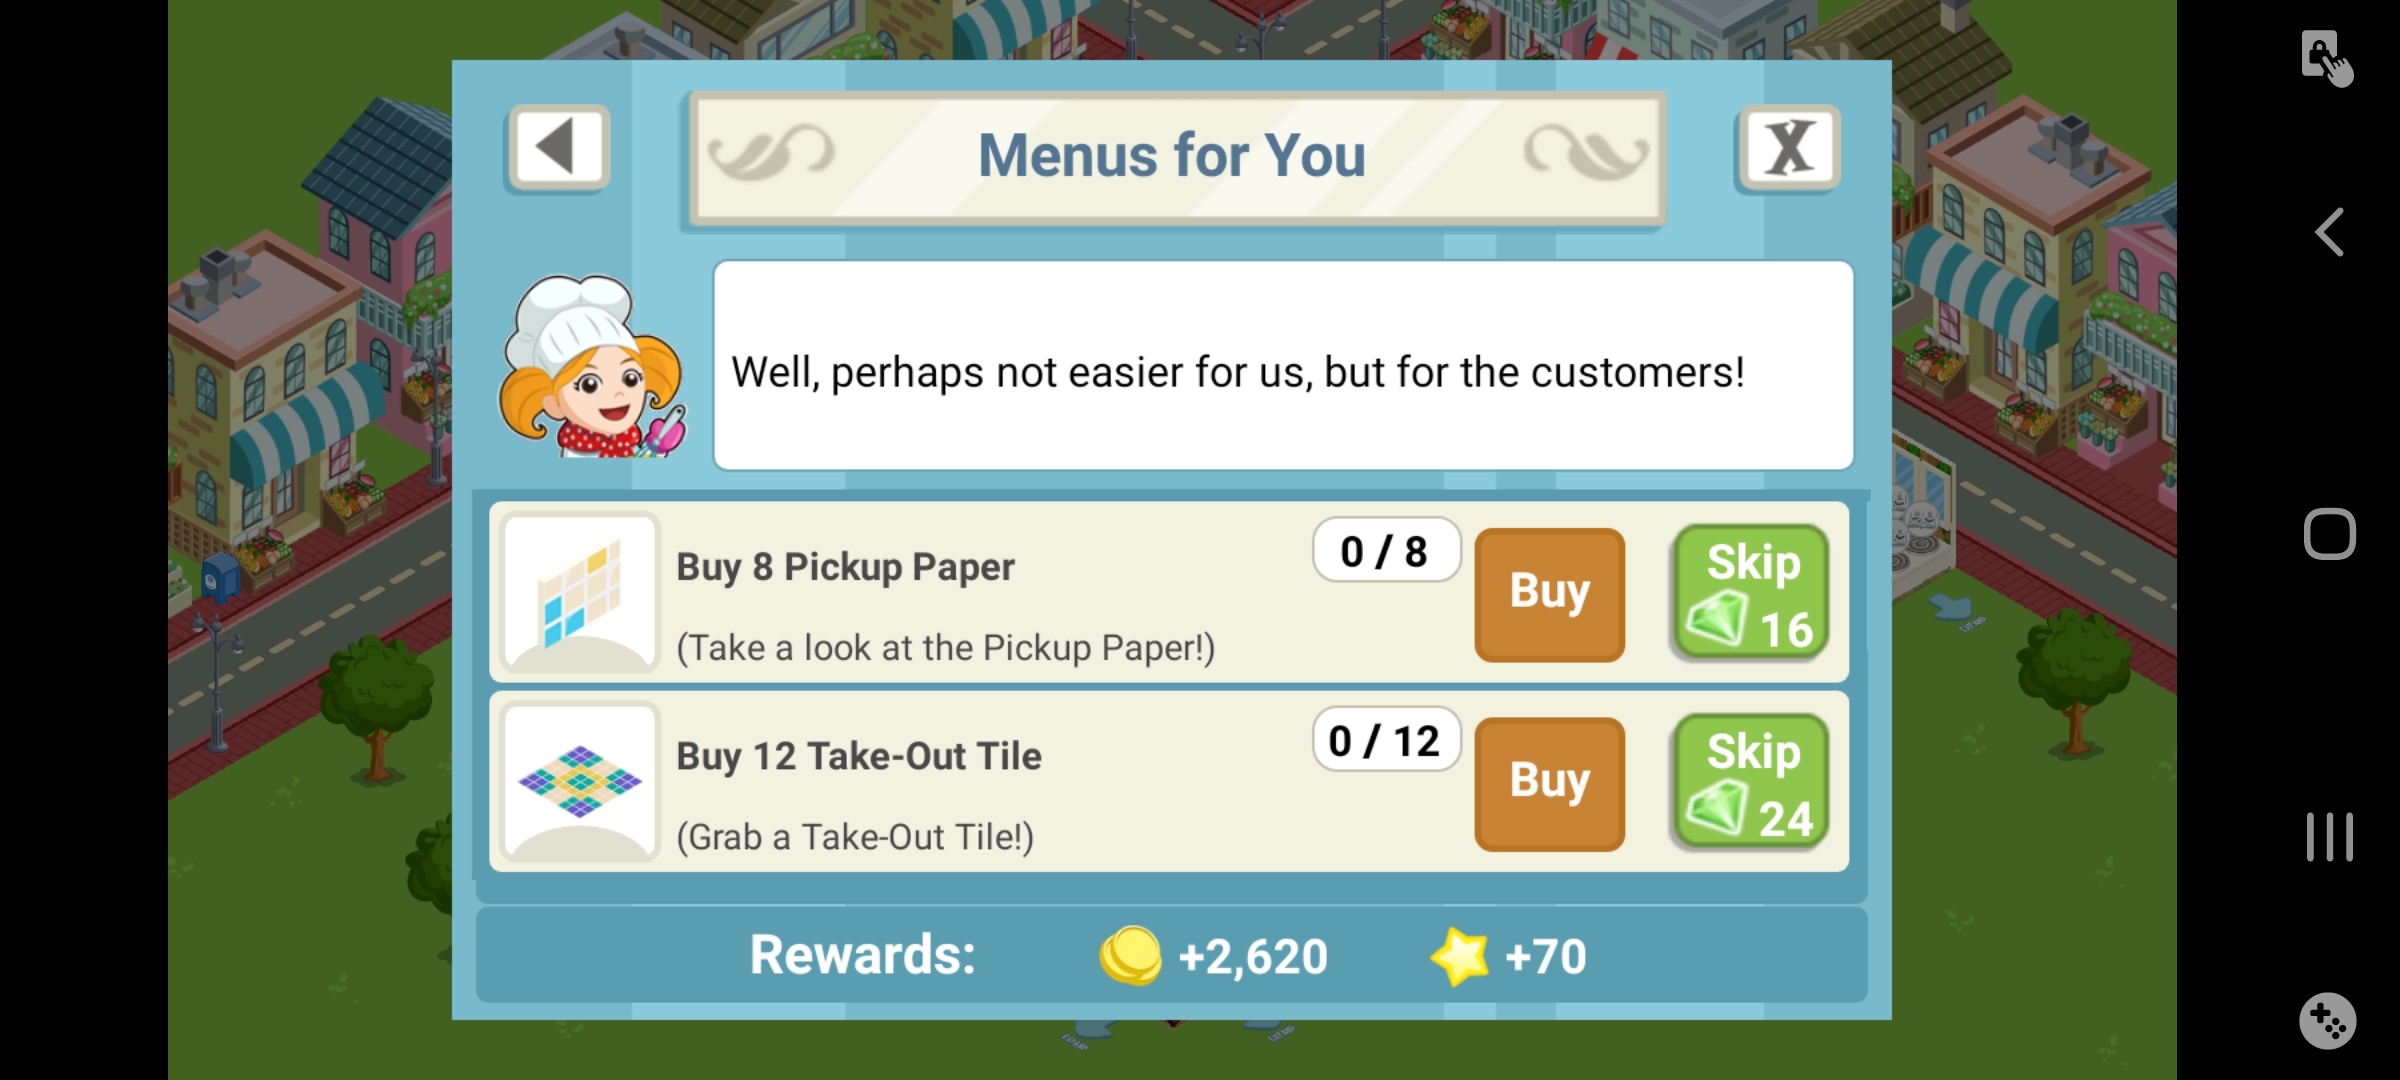 Menus for You
X
Well, perhaps not easier for us, but for the customers!
Buy 8 Pickup Paper
(Take a look at the Pickup Paper!)
0 / 8
Buy
Skip
16
Buy 12 Take-Out Tile
(Grab a Take-Out Tile!)
0 / 12
Buy
Skip
24
Rewards: +2,620 +70